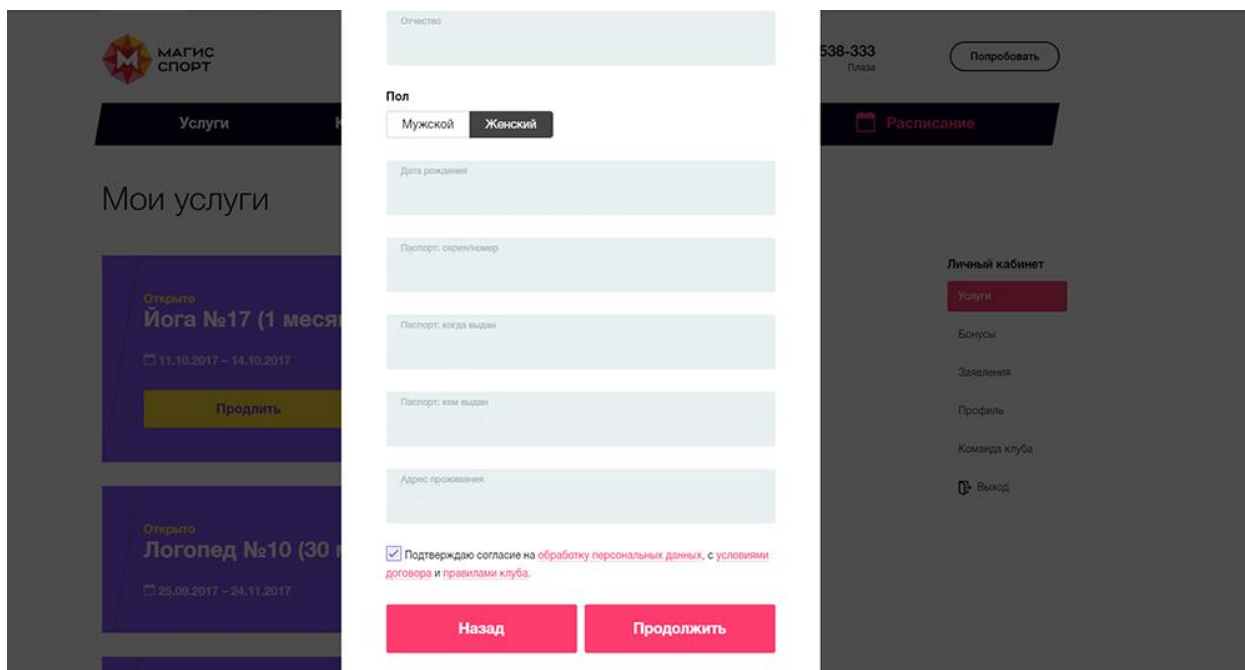 МАГИС
СПОРТ
538-333
Плаза
Попробовать
Услуги
К
Расписание
Мои услуги
Открыто
Йога №17 (1 меся
11.10.2017 – 14.10.2017
Продлить
Открыто
Логопед №10 (30
25.09.2017 – 24.11.2017
Отчество
Пол
Мужской
Женский
Дата рождения
Паспорт: серия/номер
Паспорт: когда выдан
Паспорт: кем выдан
Адрес проживания
Подтверждаю согласие на обработку персональных данных, с условиями
договора и правилами клуба.
Назад
Продолжить
Личный кабинет
Услуги
Бонусы
Заявления
Профиль
Команда клуба
Выход